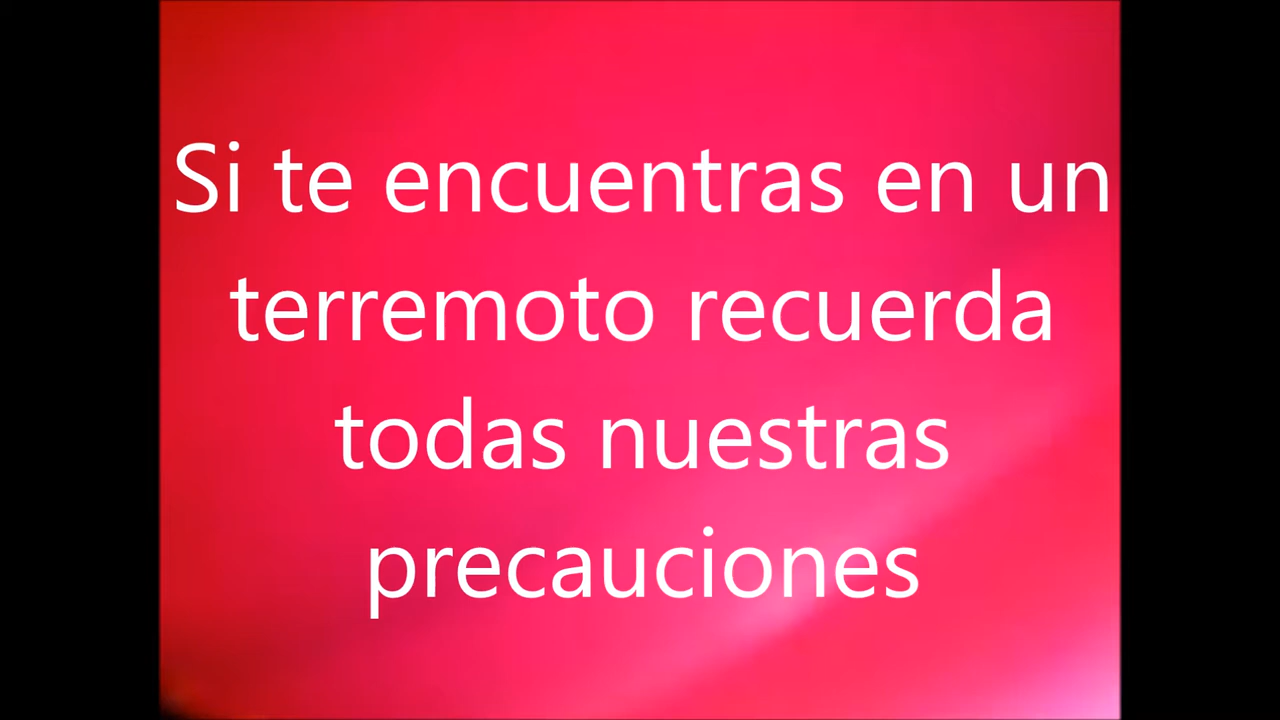 Si te encuentras en un
terremoto recuerda
todas nuestras
precauciones